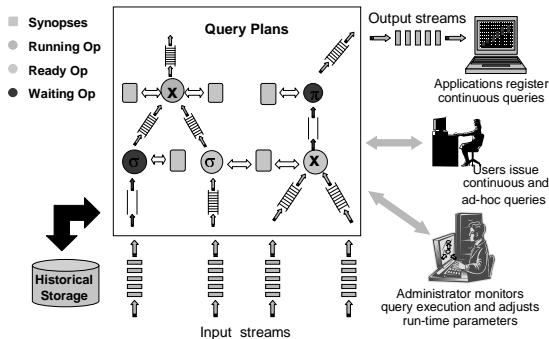 Synopses
Running Op
Ready Op
Waiting Op
Query Plans
x
π
σ
σ
x
Historical
Storage
Input streams
Output streams
Applications register
continuous queries
Users issue
continuous and
ad-hoc queries
Administrator monitors
query execution and adjusts
run-time parameters